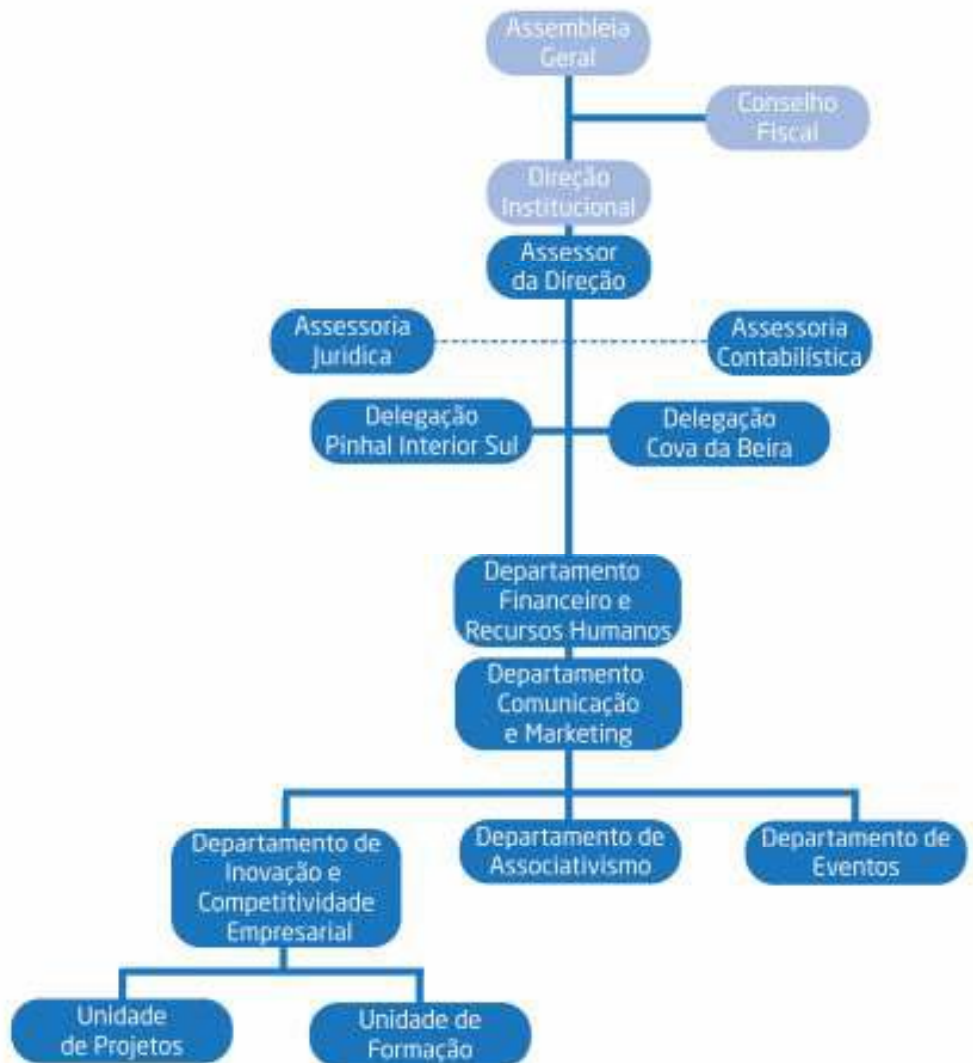 Assembleia
Geral
Conselho
Fiscal
Direção
Institucional
Assessor
da Direção
Assessoria
Juridica
Assessoria
Contabilística
Delegação
Pinhal Interior Sul
Delegação
Cova da Beira
Departamento
Financeiro e
Recursos Humanos
Departamento
Comunicação
e Marketing
Departamento de
Inovação e
Competitividade
Empresarial
Departamento de
Associativismo
Departamento de
Eventos
Unidade
de Projetos
Unidade de
Formação